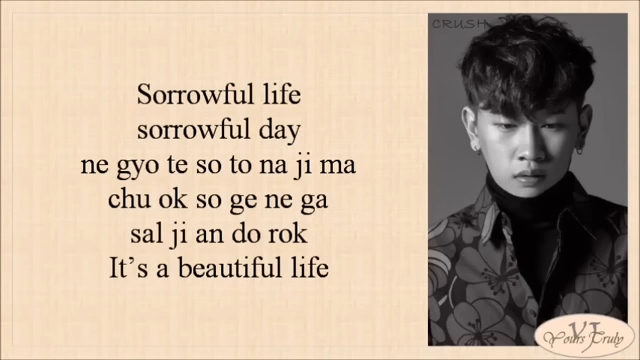 CRUSH
Sorrowful life
sorrowful day
ne gyo te so to na ji ma
chu ok so ge ne ga
sal ji an do rok
It's a beautiful life
YT
Yours Truly